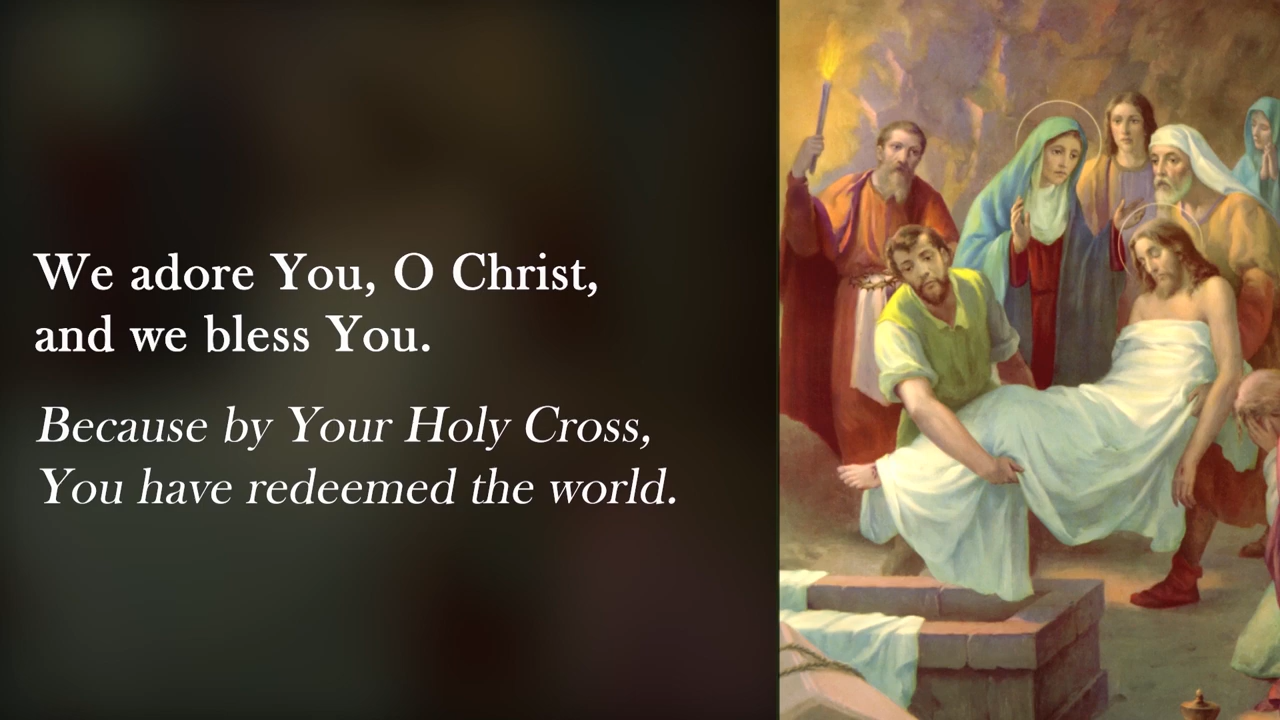 We adore You, O Christ,
and we bless You.
Because by Your Holy Cross,
You have redeemed the world.